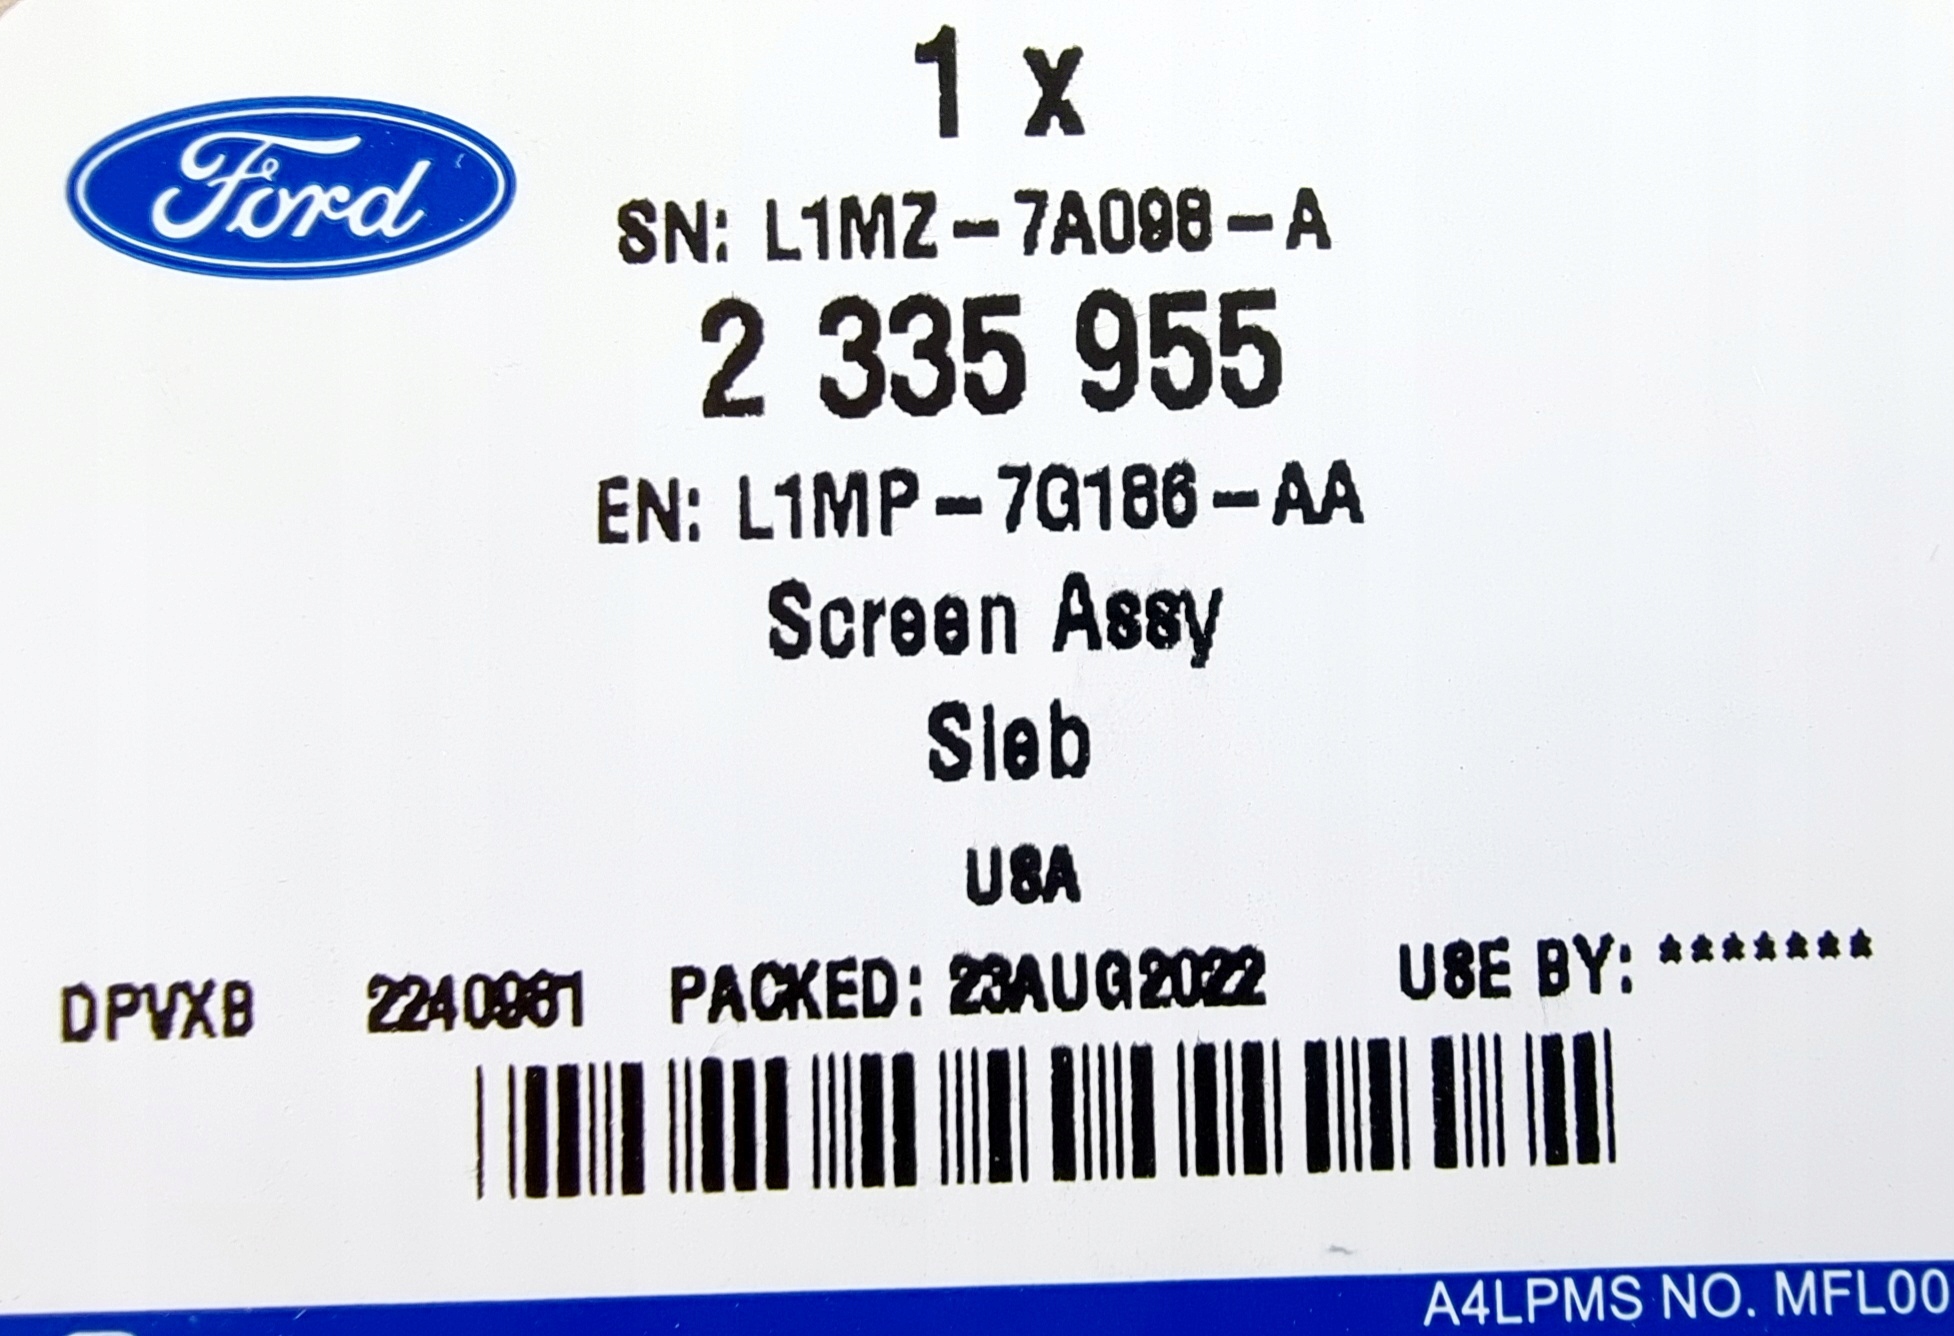 1 x
Ford
SN: L1MZ-7A098-A
2 335 955
EN: L1MP-7G186-AA
Screen Assy
Sieb
USA
DPVXB 2240981 PACKED: 23AUG2022 USE BY: *******
A4LPMS NO. MFL00